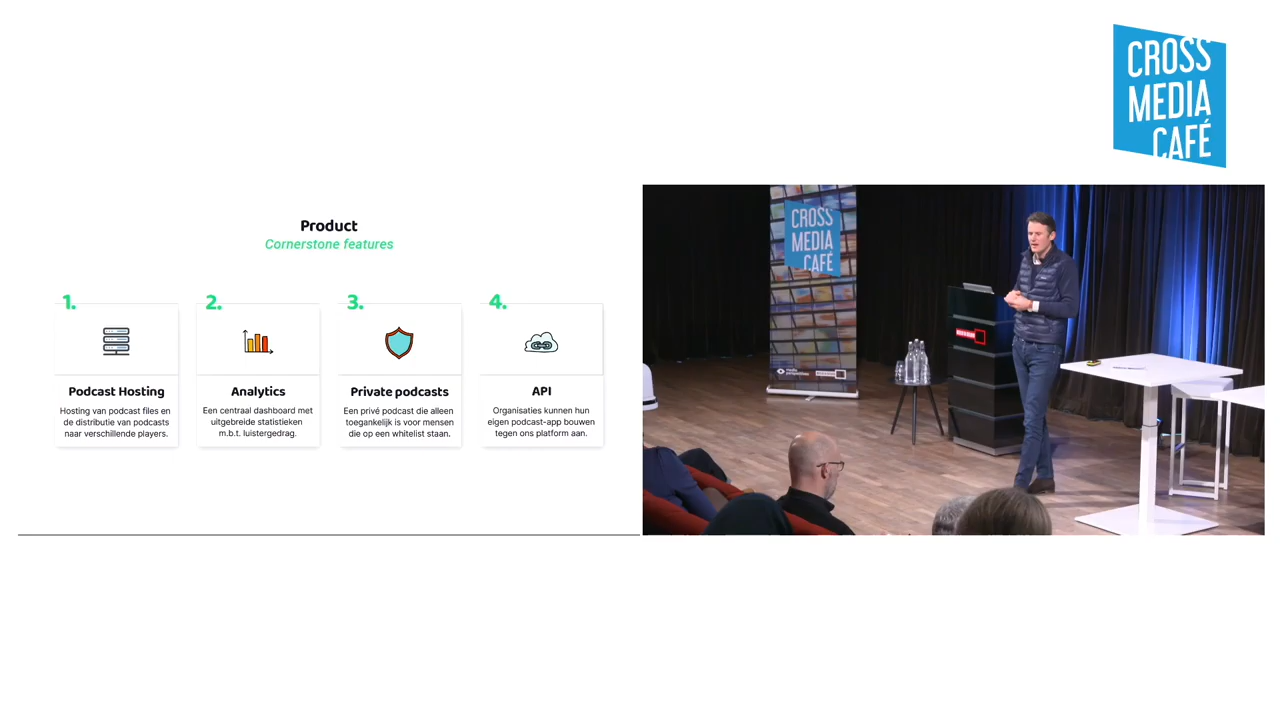 CROSS
MEDIA
CAFÉ
Product
Cornerstone features
1.
Podcast Hosting
Hosting van podcast files en
de distributie van podcasts
naar verschillende players.
2.
Analytics
Een centraal dashboard met
uitgebreide statistieken
m.b.t. luistergedrag.
3.
Private podcasts
Een privé podcast die alleen
toegankelijk is voor mensen
die op een whitelist staan.
4.
API
Organisaties kunnen hun
eigen podcast-app bouwen
tegen ons platform aan.
CROSS
MEDIA
CAFÉ